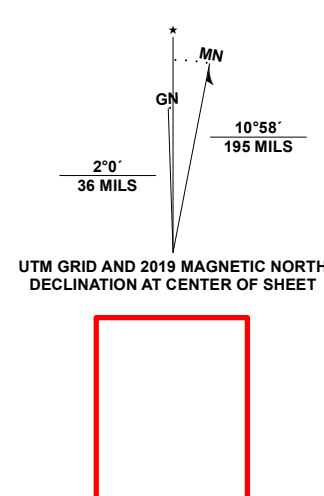 ★
MN
GN
10°58´
195 MILS
2°0´
36 MILS
UTM GRID AND 2019 MAGNETIC NORTH
DECLINATION AT CENTER OF SHEET